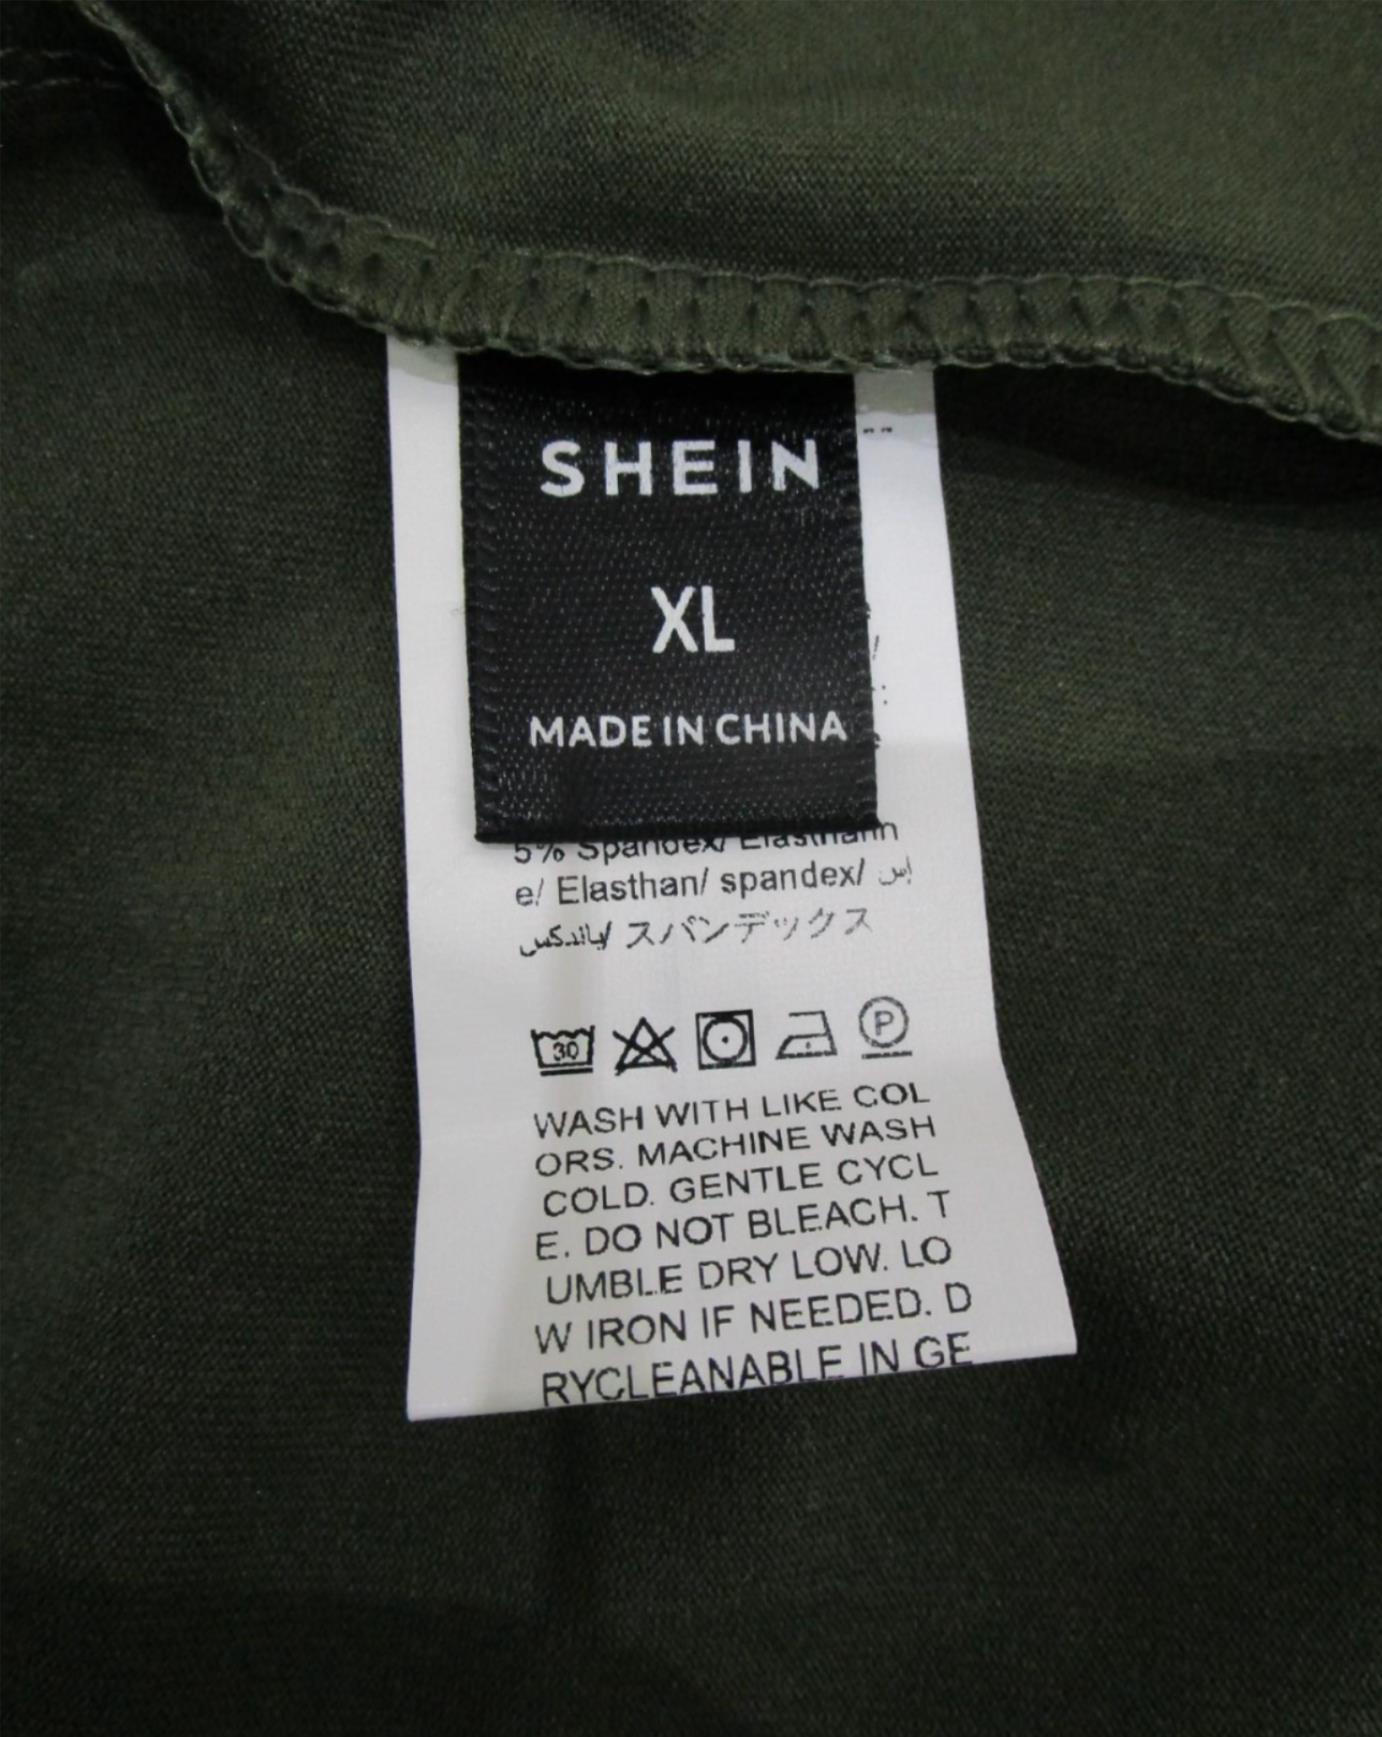 SHEIN
XL
MADE IN CHINA
5% Spandex/ Elasthann
e/ Elasthan/ spandex/ إس
باندكس/ スパンデックス
30
P
WASH WITH LIKE COL
ORS. MACHINE WASH
COLD. GENTLE CYCL
E. DO NOT BLEACH. T
UMBLE DRY LOW. LO
W IRON IF NEEDED. D
RYCLEANABLE IN GE